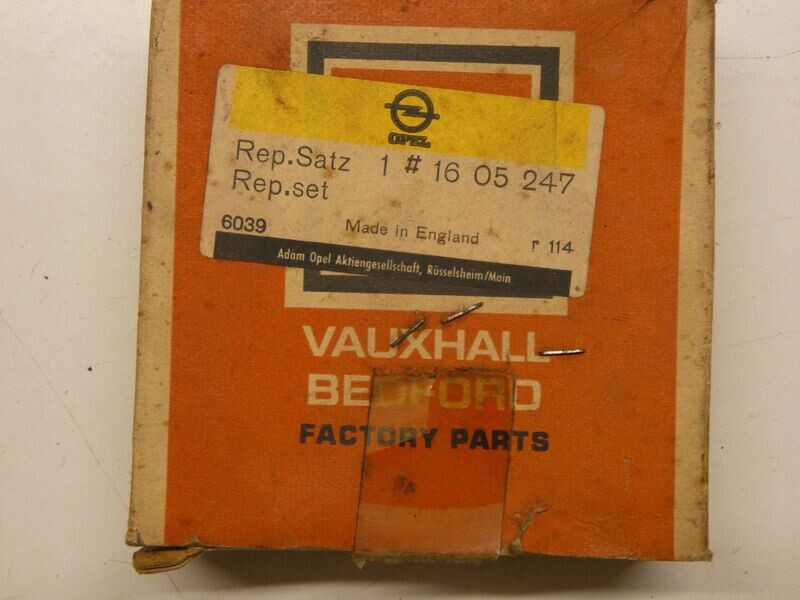 OPEL
Rep.Satz 1 # 16 05 247
Rep.set
6039 Made in England r 114
Adam Opel Aktiengesellschaft, Rüsselsheim/Main
VAUXHALL
BEDFORD
FACTORY PARTS